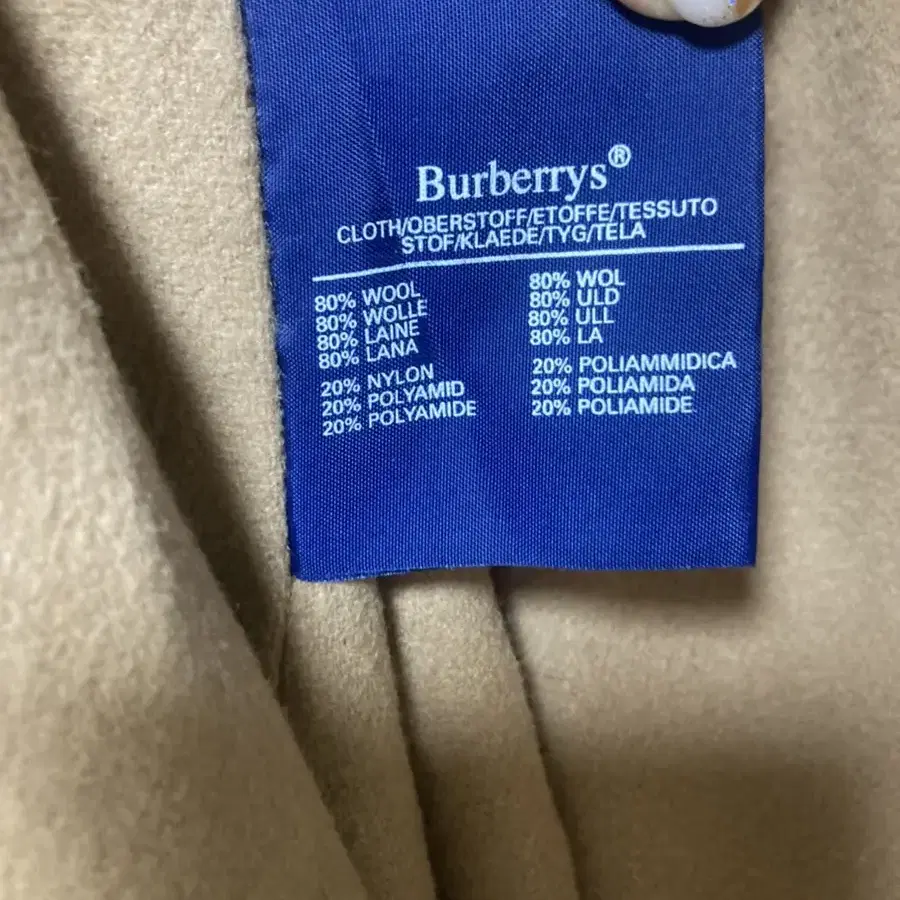 Burberrys®
CLOTH/OBERSTOFF/ETOFFE/TESSUTO
STOF/KLAEDE/TYG/TELA
80% WOOL
80% WOLLE
80% LAINE
80% LANA
20% NYLON
20% POLYAMID
20% POLYAMIDE
80% WOL
80% ULD
80% ULL
80% LA
20% POLIAMMIDICA
20% POLIAMIDA
20% POLIAMIDE